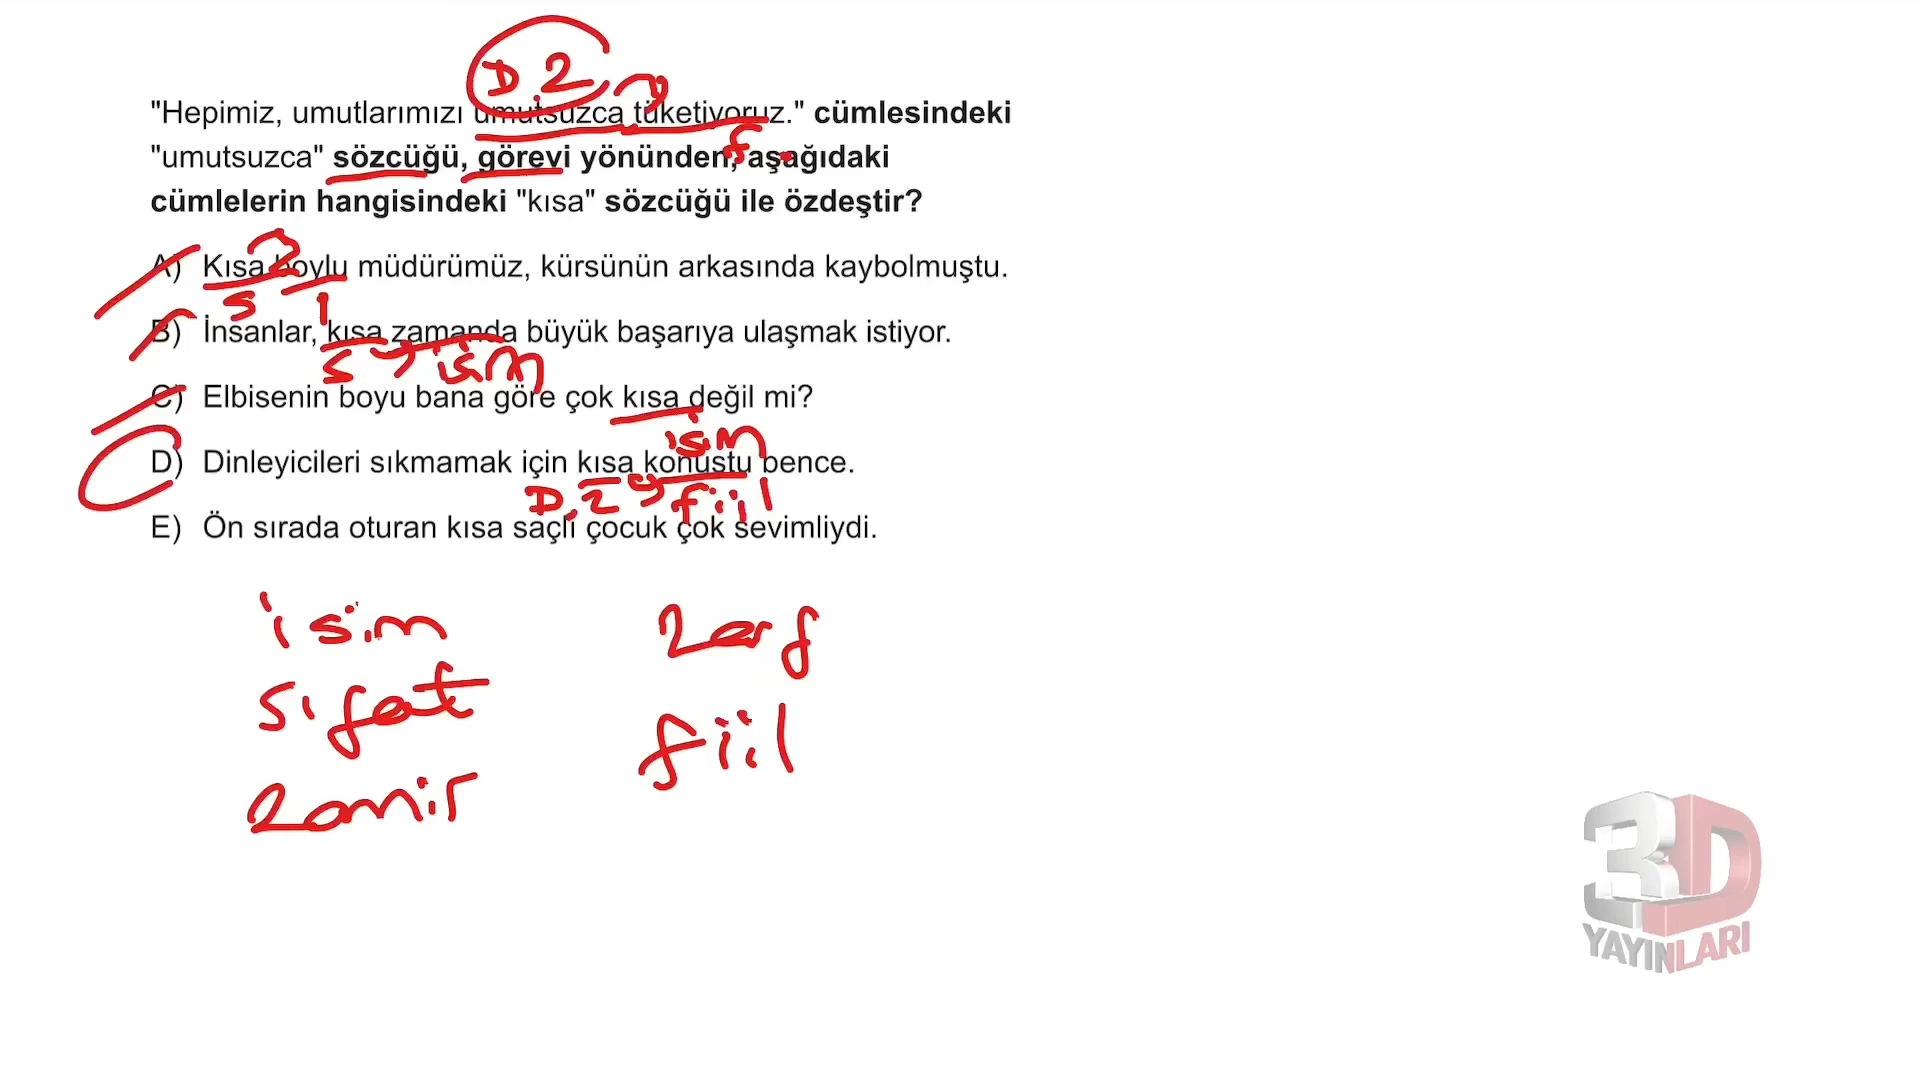 D.Z
"Hepimiz, umutlarımızı umutsuzca tüketiyoruz." cümlesindeki
f
"umutsuzca" sözcüğü, görevi yönünden, aşağıdaki
cümlelerin hangisindeki "kısa" sözcüğü ile özdeştir?
A) Kısa boylu müdürümüz, kürsünün arkasında kaybolmuştu.
S 1
B) İnsanlar, kısa zamanda büyük başarıya ulaşmak istiyor.
S isim
C) Elbisenin boyu bana göre çok kısa değil mi?
isim
D) Dinleyicileri sıkmamak için kısa konuştu bence.
D.Z fiil
E) Ön sırada oturan kısa saçlı çocuk çok sevimliydi.
isim zarf
sıfat fiil
zamir
3D
YAYINLARI